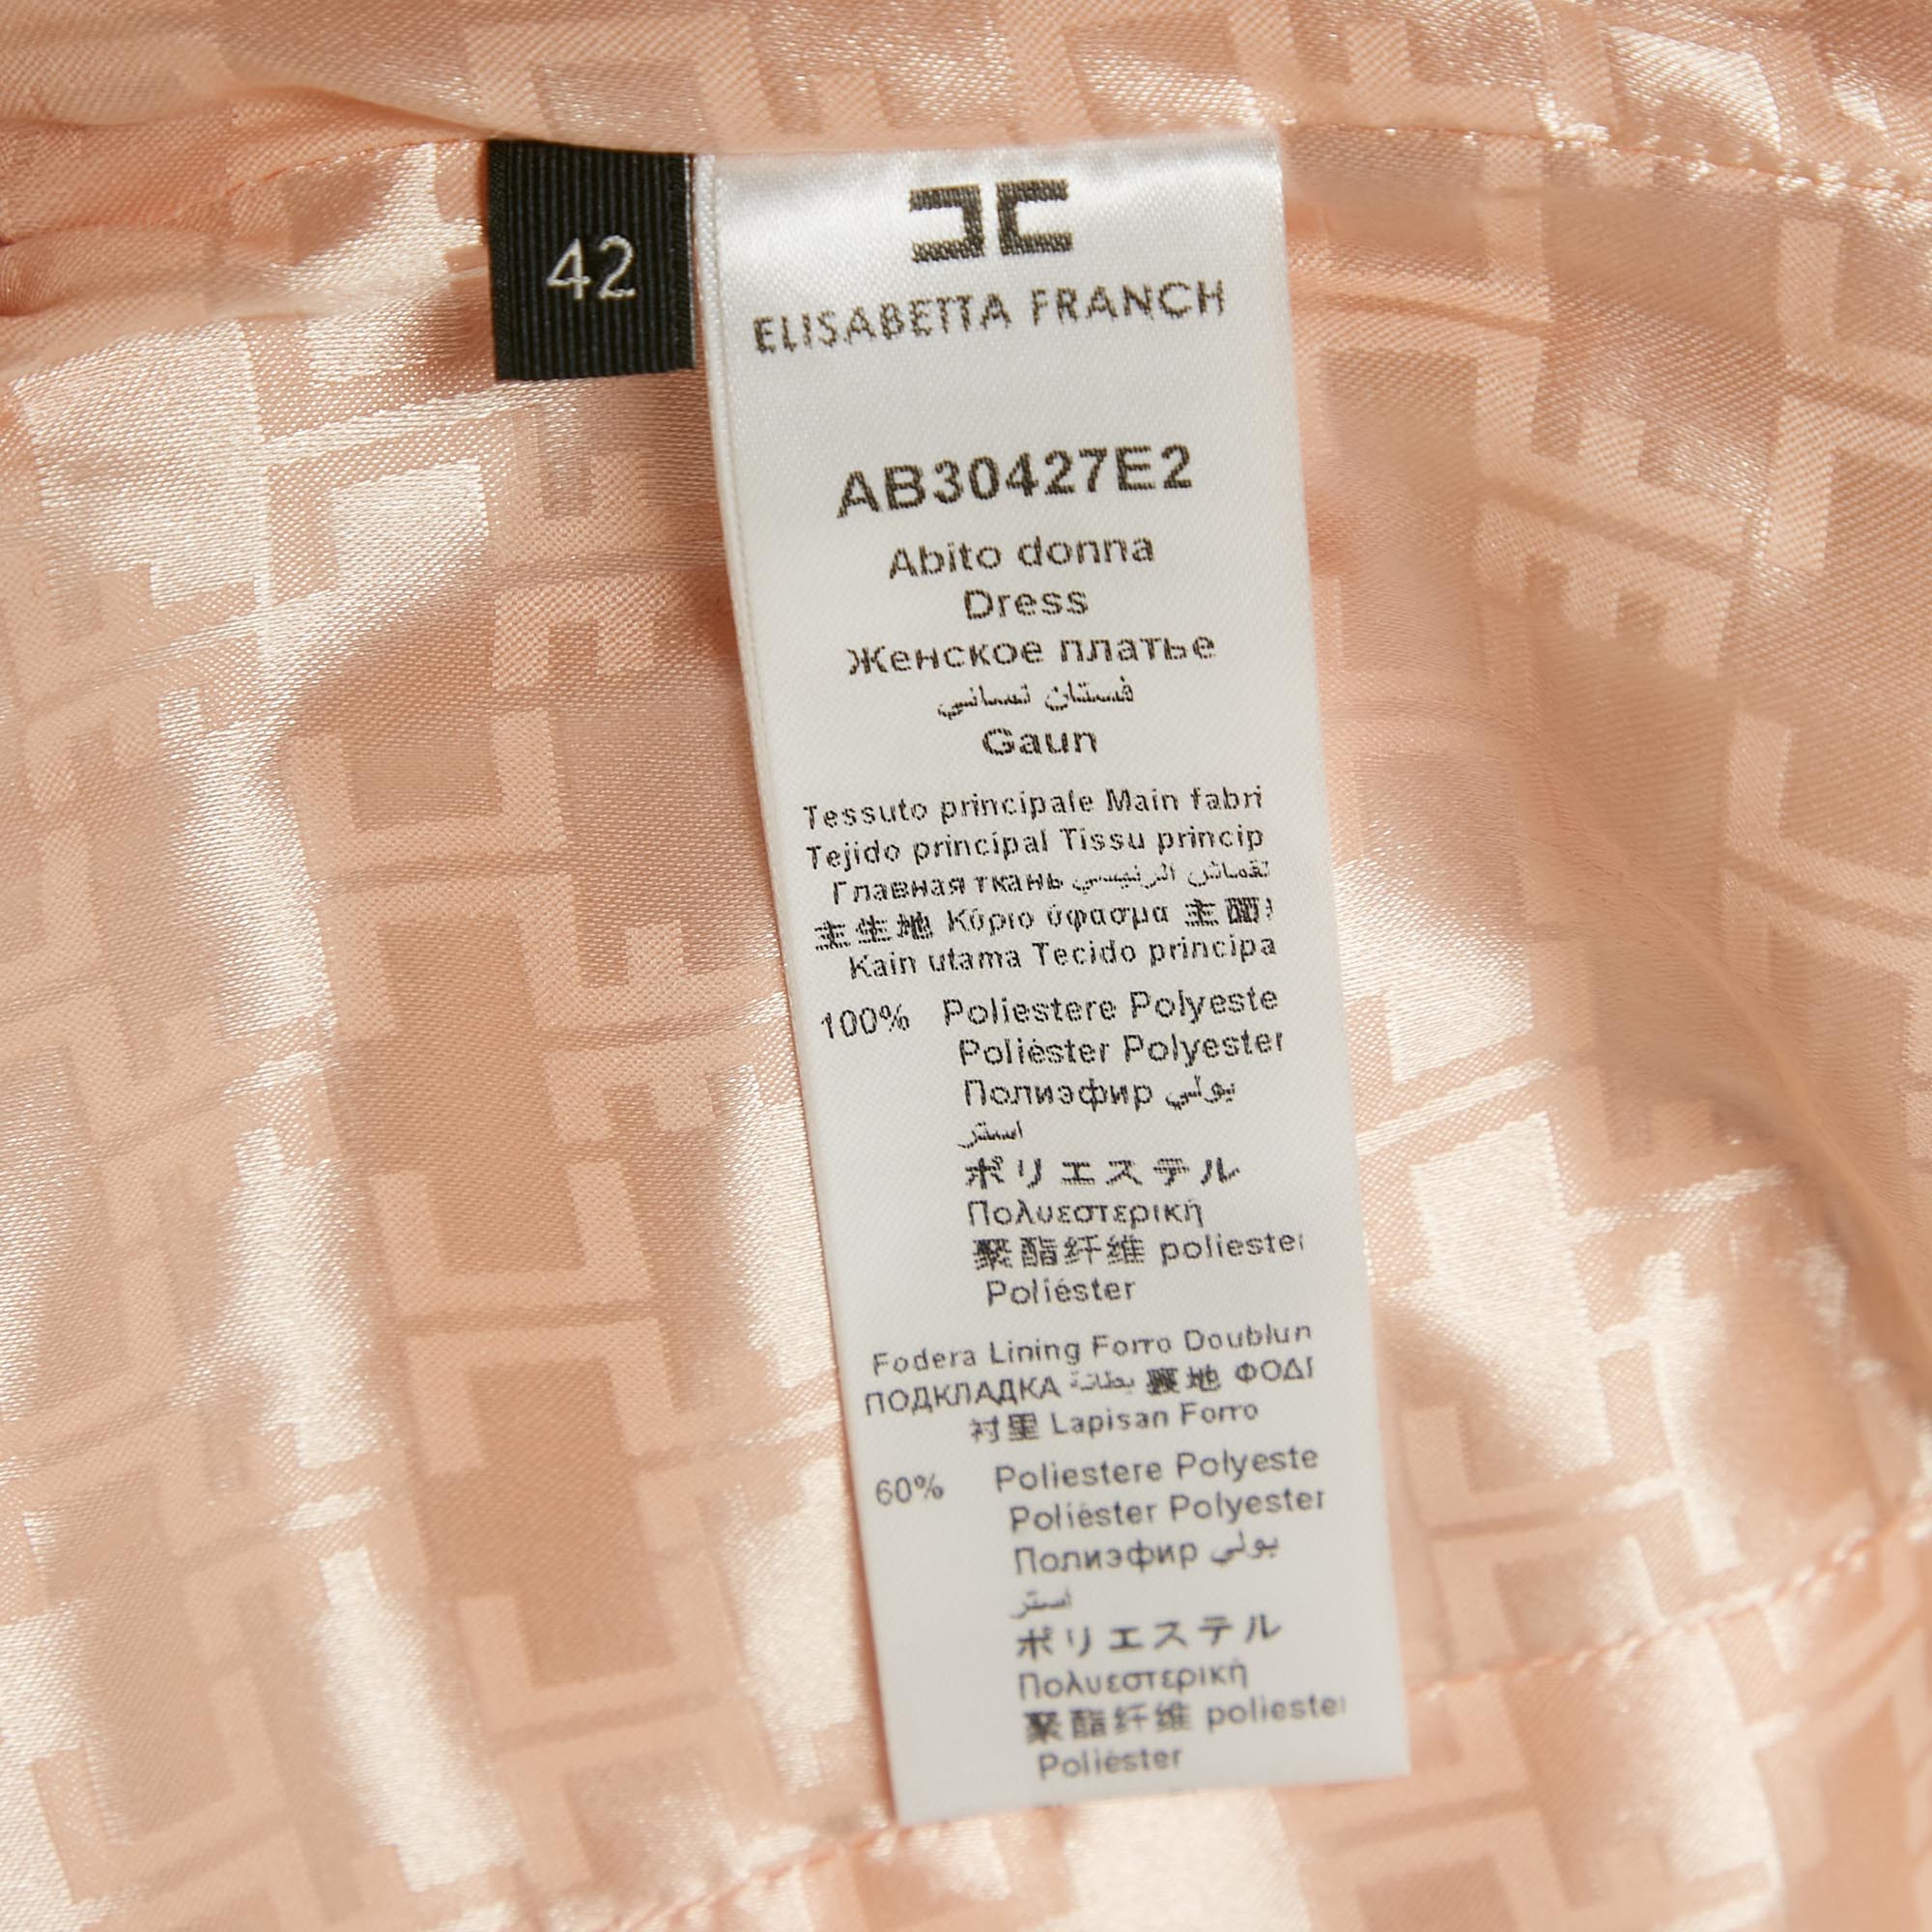 42
ELISABETTA FRANCH
AB30427E2
Abito donna
Dress
Женское платье
فستان نسائي
Gaun
Tessuto principale Main fabri
Tejido principal Tissu princip
Главная ткань لقماش الرئيسي
主生地 Κύριο ύφασμα 主面
Kain utama Tecido principa
100% Poliestere Polyeste
Poliéster Polyester
Полиэфир بولي
استر
ポリエステル
Πολυεστερική
聚酯纤维 poliester
Poliéster
Fodera Lining Forro Doublun
ПОДКЛАДКА بطانة 裏地 ΦΟΔΙ
衬里 Lapisan Forro
60% Poliestere Polyeste
Poliéster Polyester
Полиэфир بولي
استر
ポリエステル
Πολυεστερική
聚酯纤维 poliester
Poliéster